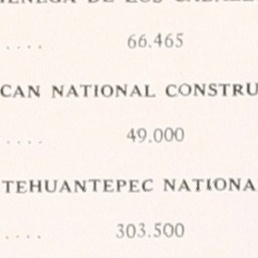 .... 66.465
CAN NATIONAL CONSTRU
.... 49.000
TEHUANTEPEC NATIONA
.... 303.500